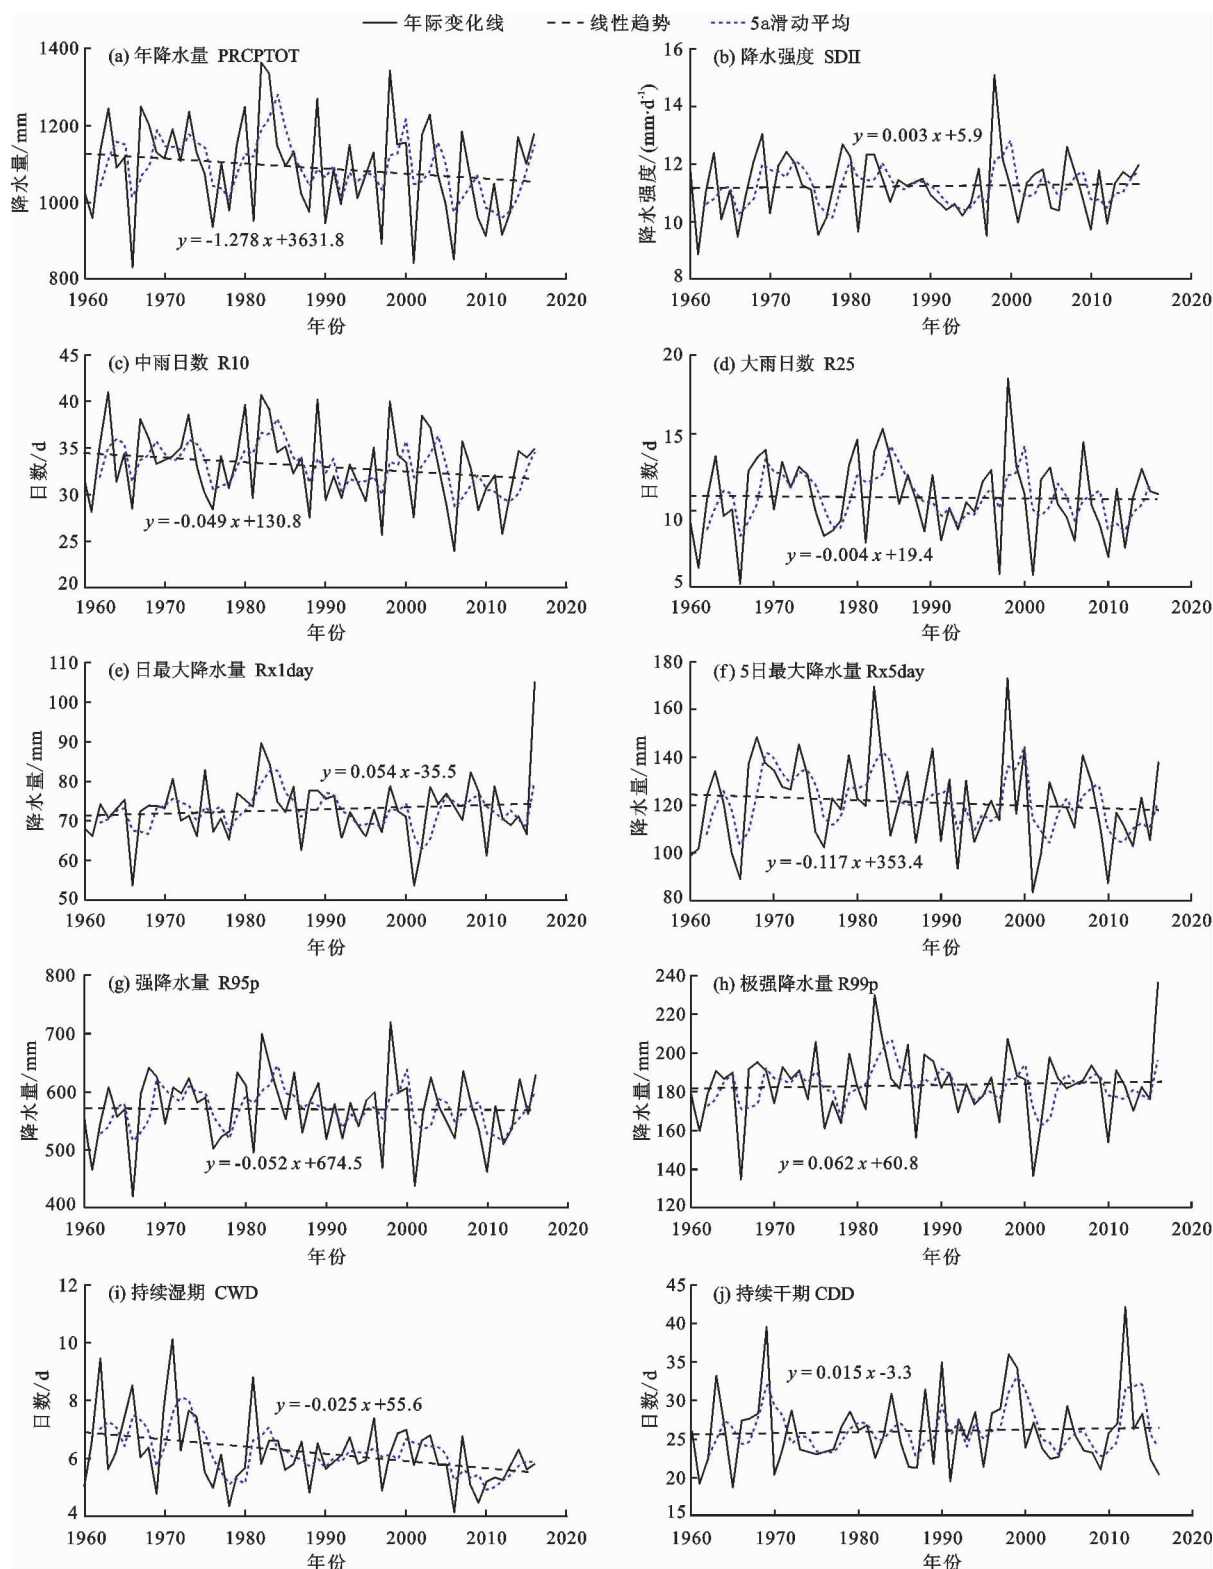 年际变化线 线性趋势 5a滑动平均
(a) 年降水量 PRCPTOT
降水量/mm
1400
1200
1000
800
y = -1.278 x +3631.8
1960 1970 1980 1990 2000 2010 2020
年份
(b) 降水强度 SDII
降水强度/(mm·d⁻¹)
16
14
12
10
8
y = 0.003 x +5.9
1960 1970 1980 1990 2000 2010 2020
年份
(c) 中雨日数 R10
日数/d
45
40
35
30
25
20
y = -0.049 x +130.8
1960 1970 1980 1990 2000 2010 2020
年份
(d) 大雨日数 R25
日数/d
20
15
10
5
y = -0.004 x +19.4
1960 1970 1980 1990 2000 2010 2020
年份
(e) 日最大降水量 Rx1day
降水量/mm
110
100
90
80
70
60
50
y = 0.054 x -35.5
1960 1970 1980 1990 2000 2010 2020
年份
(f) 5日最大降水量 Rx5day
降水量/mm
180
160
140
120
100
80
y = -0.117 x +353.4
1960 1970 1980 1990 2000 2010 2020
年份
(g) 强降水量 R95p
降水量/mm
800
700
600
500
400
y = -0.052 x +674.5
1960 1970 1980 1990 2000 2010 2020
年份
(h) 极强降水量 R99p
降水量/mm
240
220
200
180
160
140
120
y = 0.062 x +60.8
1960 1970 1980 1990 2000 2010 2020
年份
(i) 持续湿期 CWD
日数/d
12
10
8
6
4
y = -0.025 x +55.6
1960 1970 1980 1990 2000 2010 2020
年份
(j) 持续干期 CDD
日数/d
45
40
35
30
25
20
15
y = 0.015 x -3.3
1960 1970 1980 1990 2000 2010 2020
年份